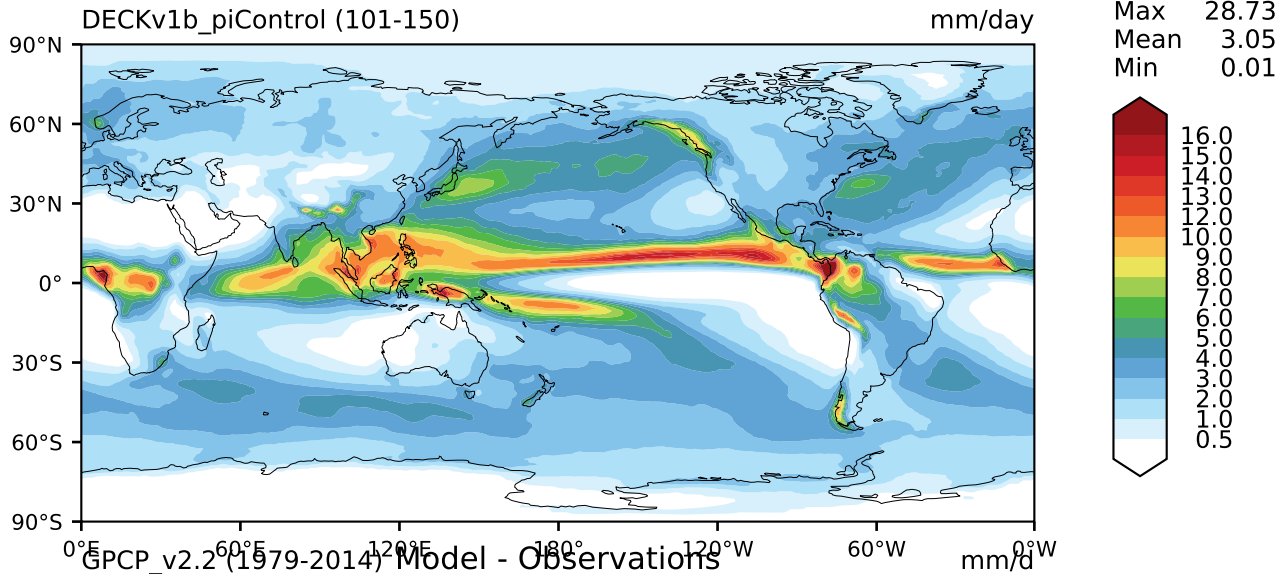 DECKv1b_piControl (101-150) mm/day
Max 28.73
Mean 3.05
Min 0.01
90°N
60°N
30°N
0°
30°S
60°S
90°S
0°E 60°E 120°E 180° 120°W 60°W 0°W
16.0
15.0
14.0
13.0
12.0
10.0
9.0
8.0
7.0
6.0
5.0
4.0
3.0
2.0
1.0
0.5
GPCP_v2.2 (1979-2014) Model - Observations mm/d